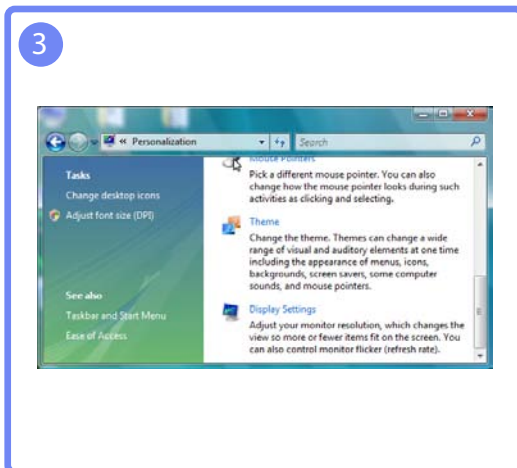 3
« Personalization
Search
Tasks
Change desktop icons
Adjust font size (DPI)
See also
Taskbar and Start Menu
Ease of Access
Mouse Pointers
Pick a different mouse pointer. You can also
change how the mouse pointer looks during such
activities as clicking and selecting.
Theme
Change the theme. Themes can change a wide
range of visual and auditory elements at one time
including the appearance of menus, icons,
backgrounds, screen savers, some computer
sounds, and mouse pointers.
Display Settings
Adjust your monitor resolution, which changes the
view so more or fewer items fit on the screen. You
can also control monitor flicker (refresh rate).